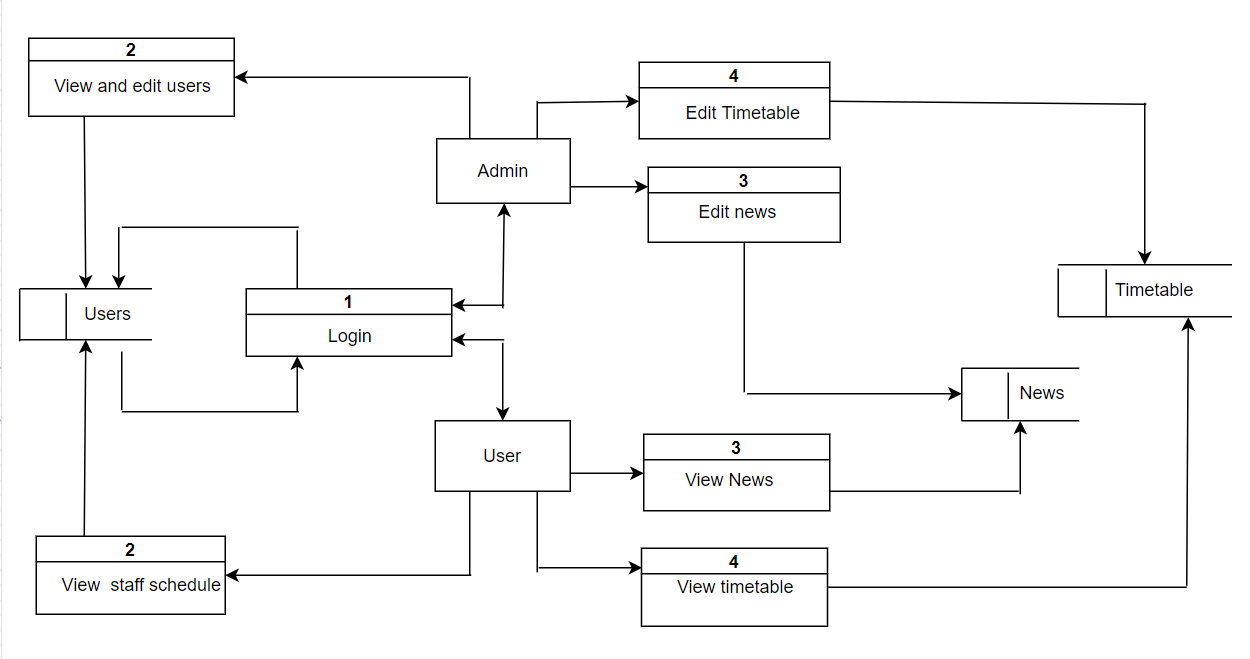 2
View and edit users
4
Edit Timetable
Admin
3
Edit news
Users
1
Login
Timetable
News
User
3
View News
2
View  staff schedule
4
View timetable